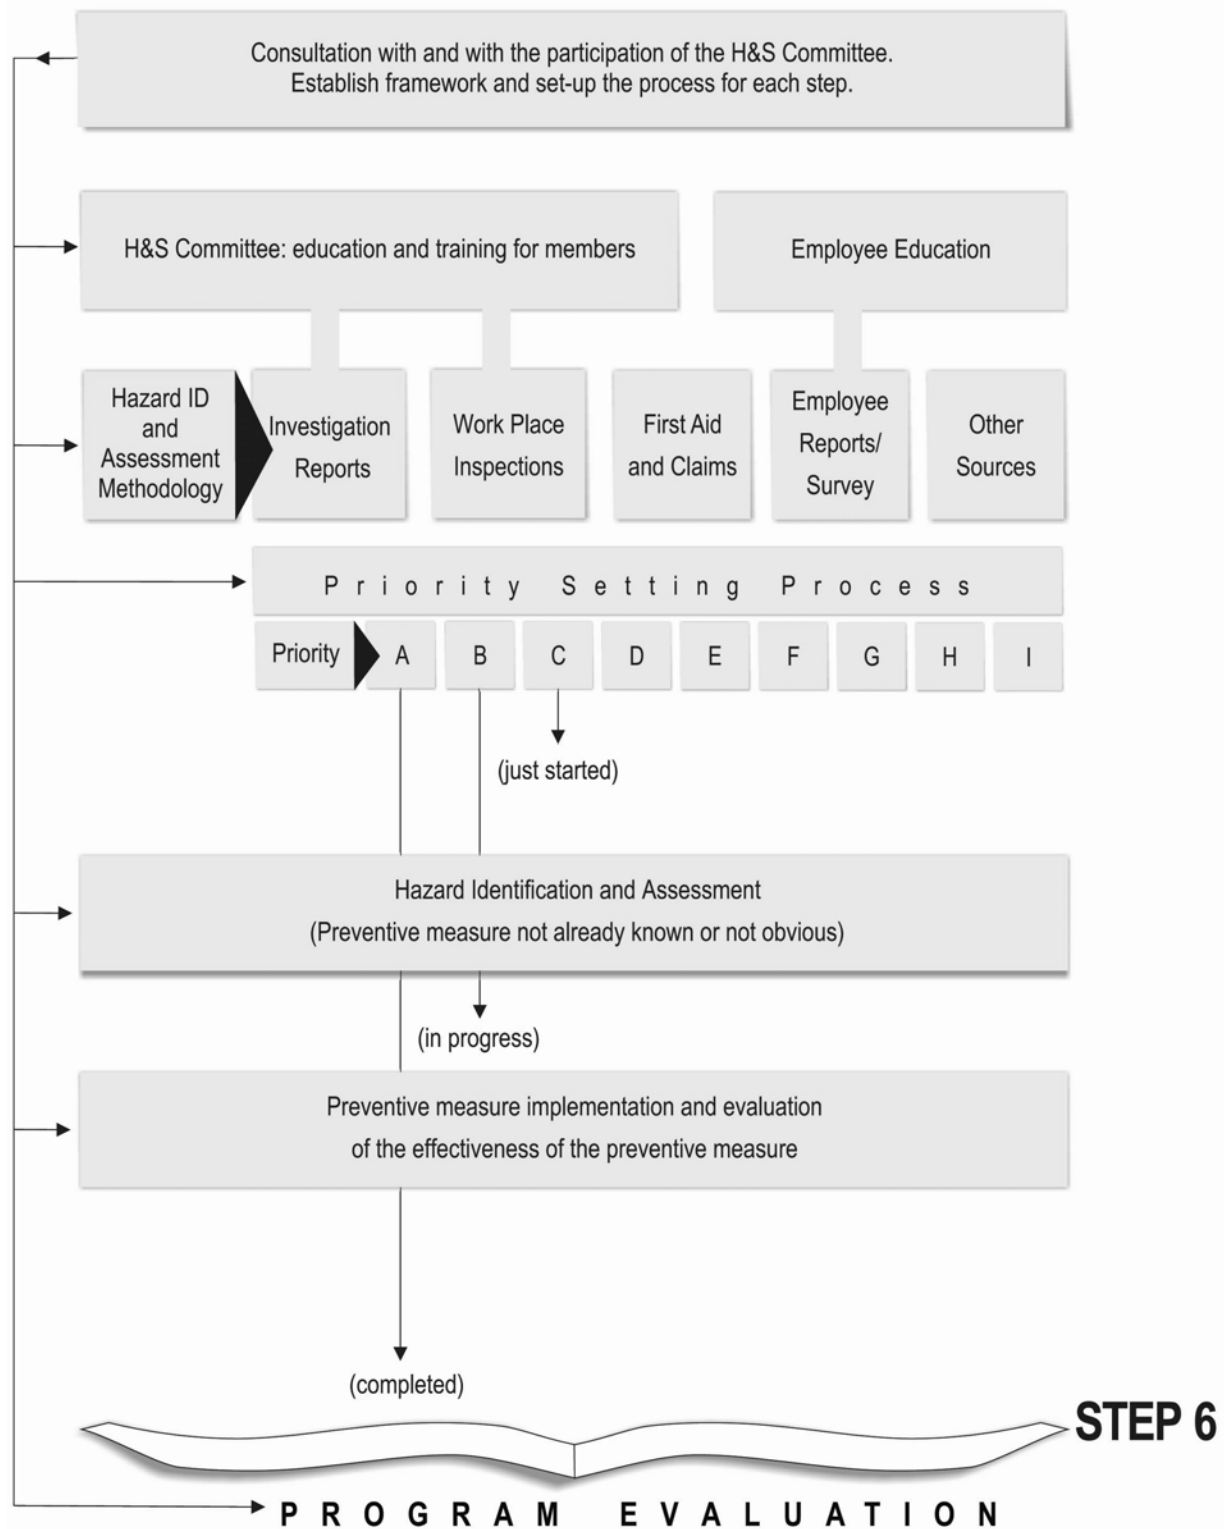 Consultation with and with the participation of the H&S Committee.
Establish framework and set-up the process for each step.
H&S Committee: education and training for members
Employee Education
Hazard ID
and
Assessment
Methodology
Investigation
Reports
Work Place
Inspections
First Aid
and Claims
Employee
Reports/
Survey
Other
Sources
Priority Setting Process
Priority
A
B
C
D
E
F
G
H
I
(just started)
Hazard Identification and Assessment
(Preventive measure not already known or not obvious)
(in progress)
Preventive measure implementation and evaluation
of the effectiveness of the preventive measure
(completed)
STEP 6
PROGRAM EVALUATION